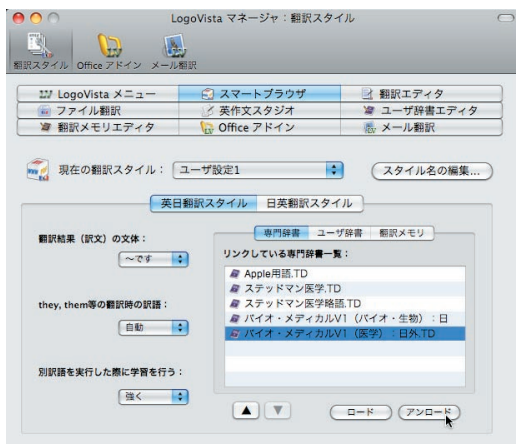 LogoVista マネージャ：翻訳スタイル
翻訳スタイル Office アドイン メール翻訳
LogoVista メニュー スマートブラウザ 翻訳エディタ
ファイル翻訳 英作文スタジオ ユーザ辞書エディタ
翻訳メモリエディタ Office アドイン メール翻訳
現在の翻訳スタイル： ユーザ設定1 スタイル名の編集...
英日翻訳スタイル 日英翻訳スタイル
翻訳結果（訳文）の文体：
～です
they, them等の翻訳時の訳語：
自動
別訳語を実行した際に学習を行う：
強く
専門辞書 ユーザ辞書 翻訳メモリ
リンクしている専門辞書一覧：
Apple用語.TD
ステッドマン医学.TD
ステッドマン医学略語.TD
バイオ・メディカルV1（バイオ・生物）：日
バイオ・メディカルV1（医学）：日外.TD
ロード アンロード